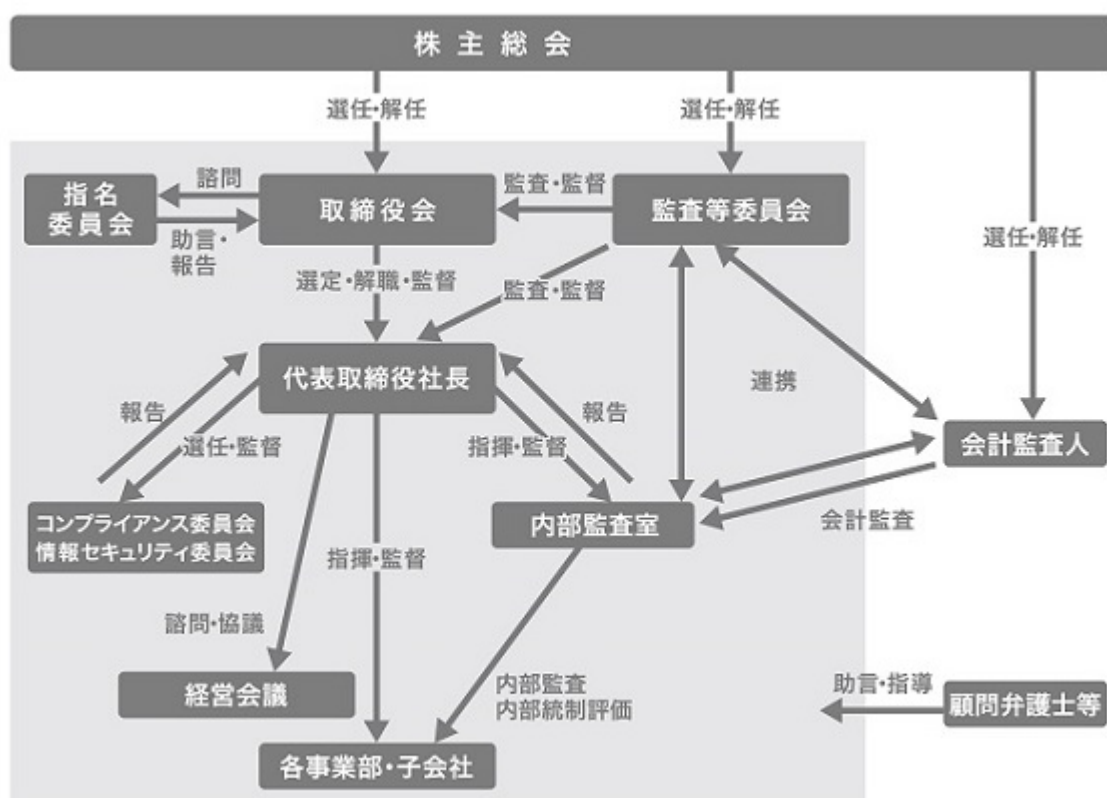 株主総会
選任・解任
選任・解任
選任・解任
指名
委員会
諮問
助言・
報告
取締役会
監査・監督
監査等委員会
選定・解職・監督
監査・監督
代表取締役社長
報告
選任・監督
指揮・監督
報告
連携
会計監査人
コンプライアンス委員会
情報セキュリティ委員会
内部監査室
会計監査
指揮・監督
諮問・協議
経営会議
内部監査
内部統制評価
助言・指導
顧問弁護士等
各事業部・子会社